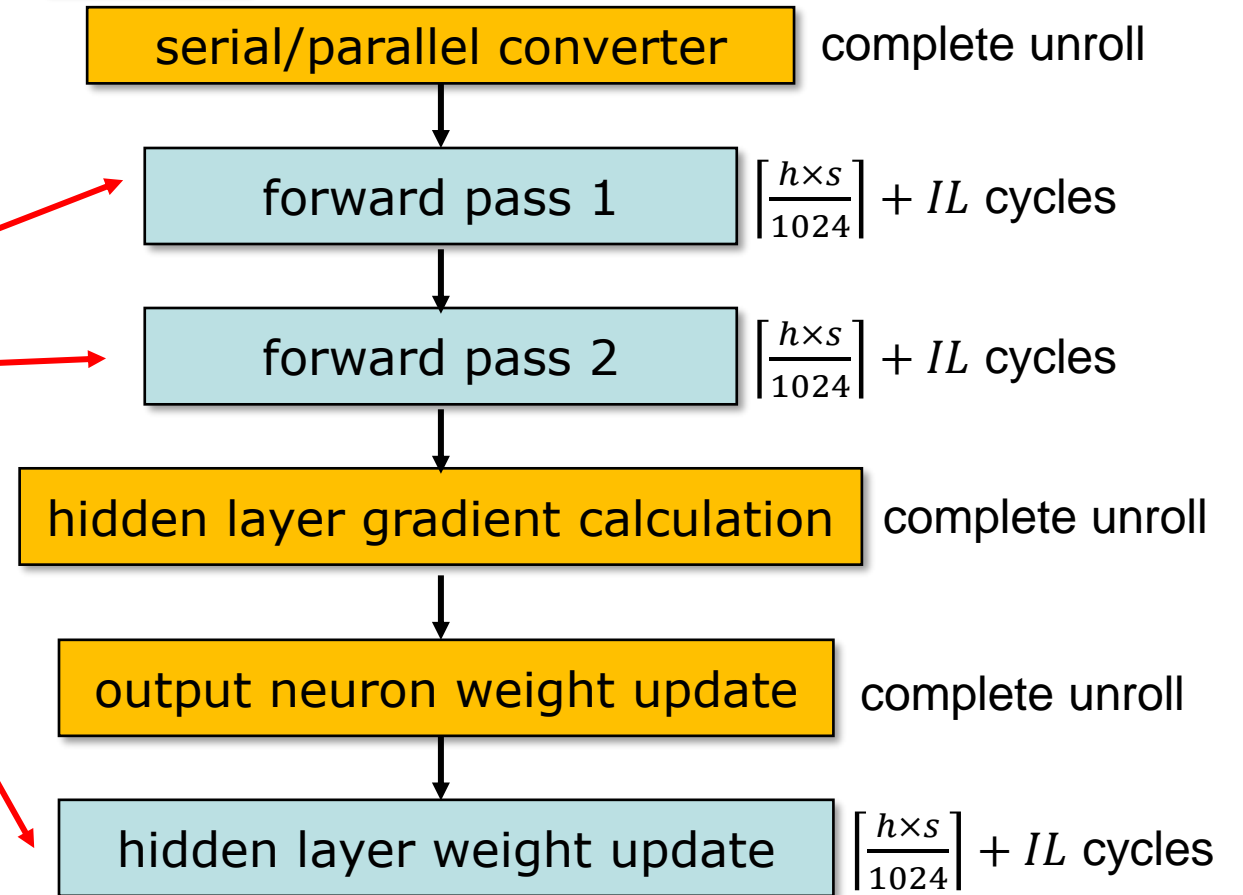 serial/parallel converter complete unroll
forward pass 1 ⌈h×s/1024⌉ + IL cycles
forward pass 2 ⌈h×s/1024⌉ + IL cycles
hidden layer gradient calculation complete unroll
output neuron weight update complete unroll
hidden layer weight update ⌈h×s/1024⌉ + IL cycles